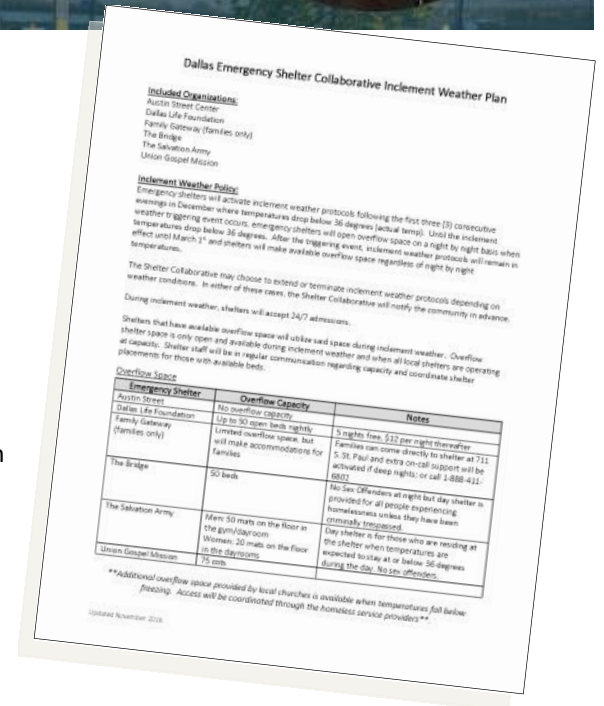 Dallas Emergency Shelter Collaborative Inclement Weather Plan
Included Organizations:
Austin Street Center
Dallas Life Foundation
Family Gateway (families only)
The Bridge
The Salvation Army
Union Gospel Mission
Inclement Weather Policy:
Emergency shelters will activate inclement weather protocols following the first three (3) consecutive
evenings in December where temperatures drop below 36 degrees (actual temp). Until the inclement
weather triggering event occurs, emergency shelters will open overflow space on a night by night basis when
temperatures drop below 36 degrees. After the triggering event, inclement weather protocols will remain in
effect until March 1st and shelters will make available overflow space regardless of night by night
temperatures.
The Shelter Collaborative may choose to extend or terminate inclement weather protocols depending on
weather conditions. In either of these cases, the Shelter Collaborative will notify the community in advance.
During inclement weather, shelters will accept 24/7 admissions.
Shelters that have available overflow space will utilize said space during inclement weather. Overflow
shelter space is only open and available during inclement weather and when all local shelters are operating
at capacity. Shelter staff will be in regular communication regarding capacity and coordinate shelter
placements for those with available beds.
Overflow Space
Emergency Shelter Overflow Capacity Notes
Austin Street No overflow capacity
Dallas Life Foundation Up to 50 open beds nightly 5 nights free, $12 per night thereafter
Family Gateway
(families only)
Limited overflow space, but
will make accommodations for
families
Families can come directly to shelter at 711
S. St. Paul and extra on-call support will be
activated if deep nights; or call 1-888-411-
6802
The Bridge 50 beds
No Sex Offenders at night but day shelter is
provided for all people experiencing
homelessness unless they have been
criminally trespassed.
The Salvation Army
Men: 50 mats on the floor in
the gym/dayroom
Women: 20 mats on the floor
in the dayrooms
Day shelter is for those who are residing at
the shelter when temperatures are
expected to stay at or below 36 degrees
during the day. No sex offenders.
Union Gospel Mission 75 cots
**Additional overflow space provided by local churches is available when temperatures fall below
freezing. Access will be coordinated through the homeless service providers**
Updated November 2018